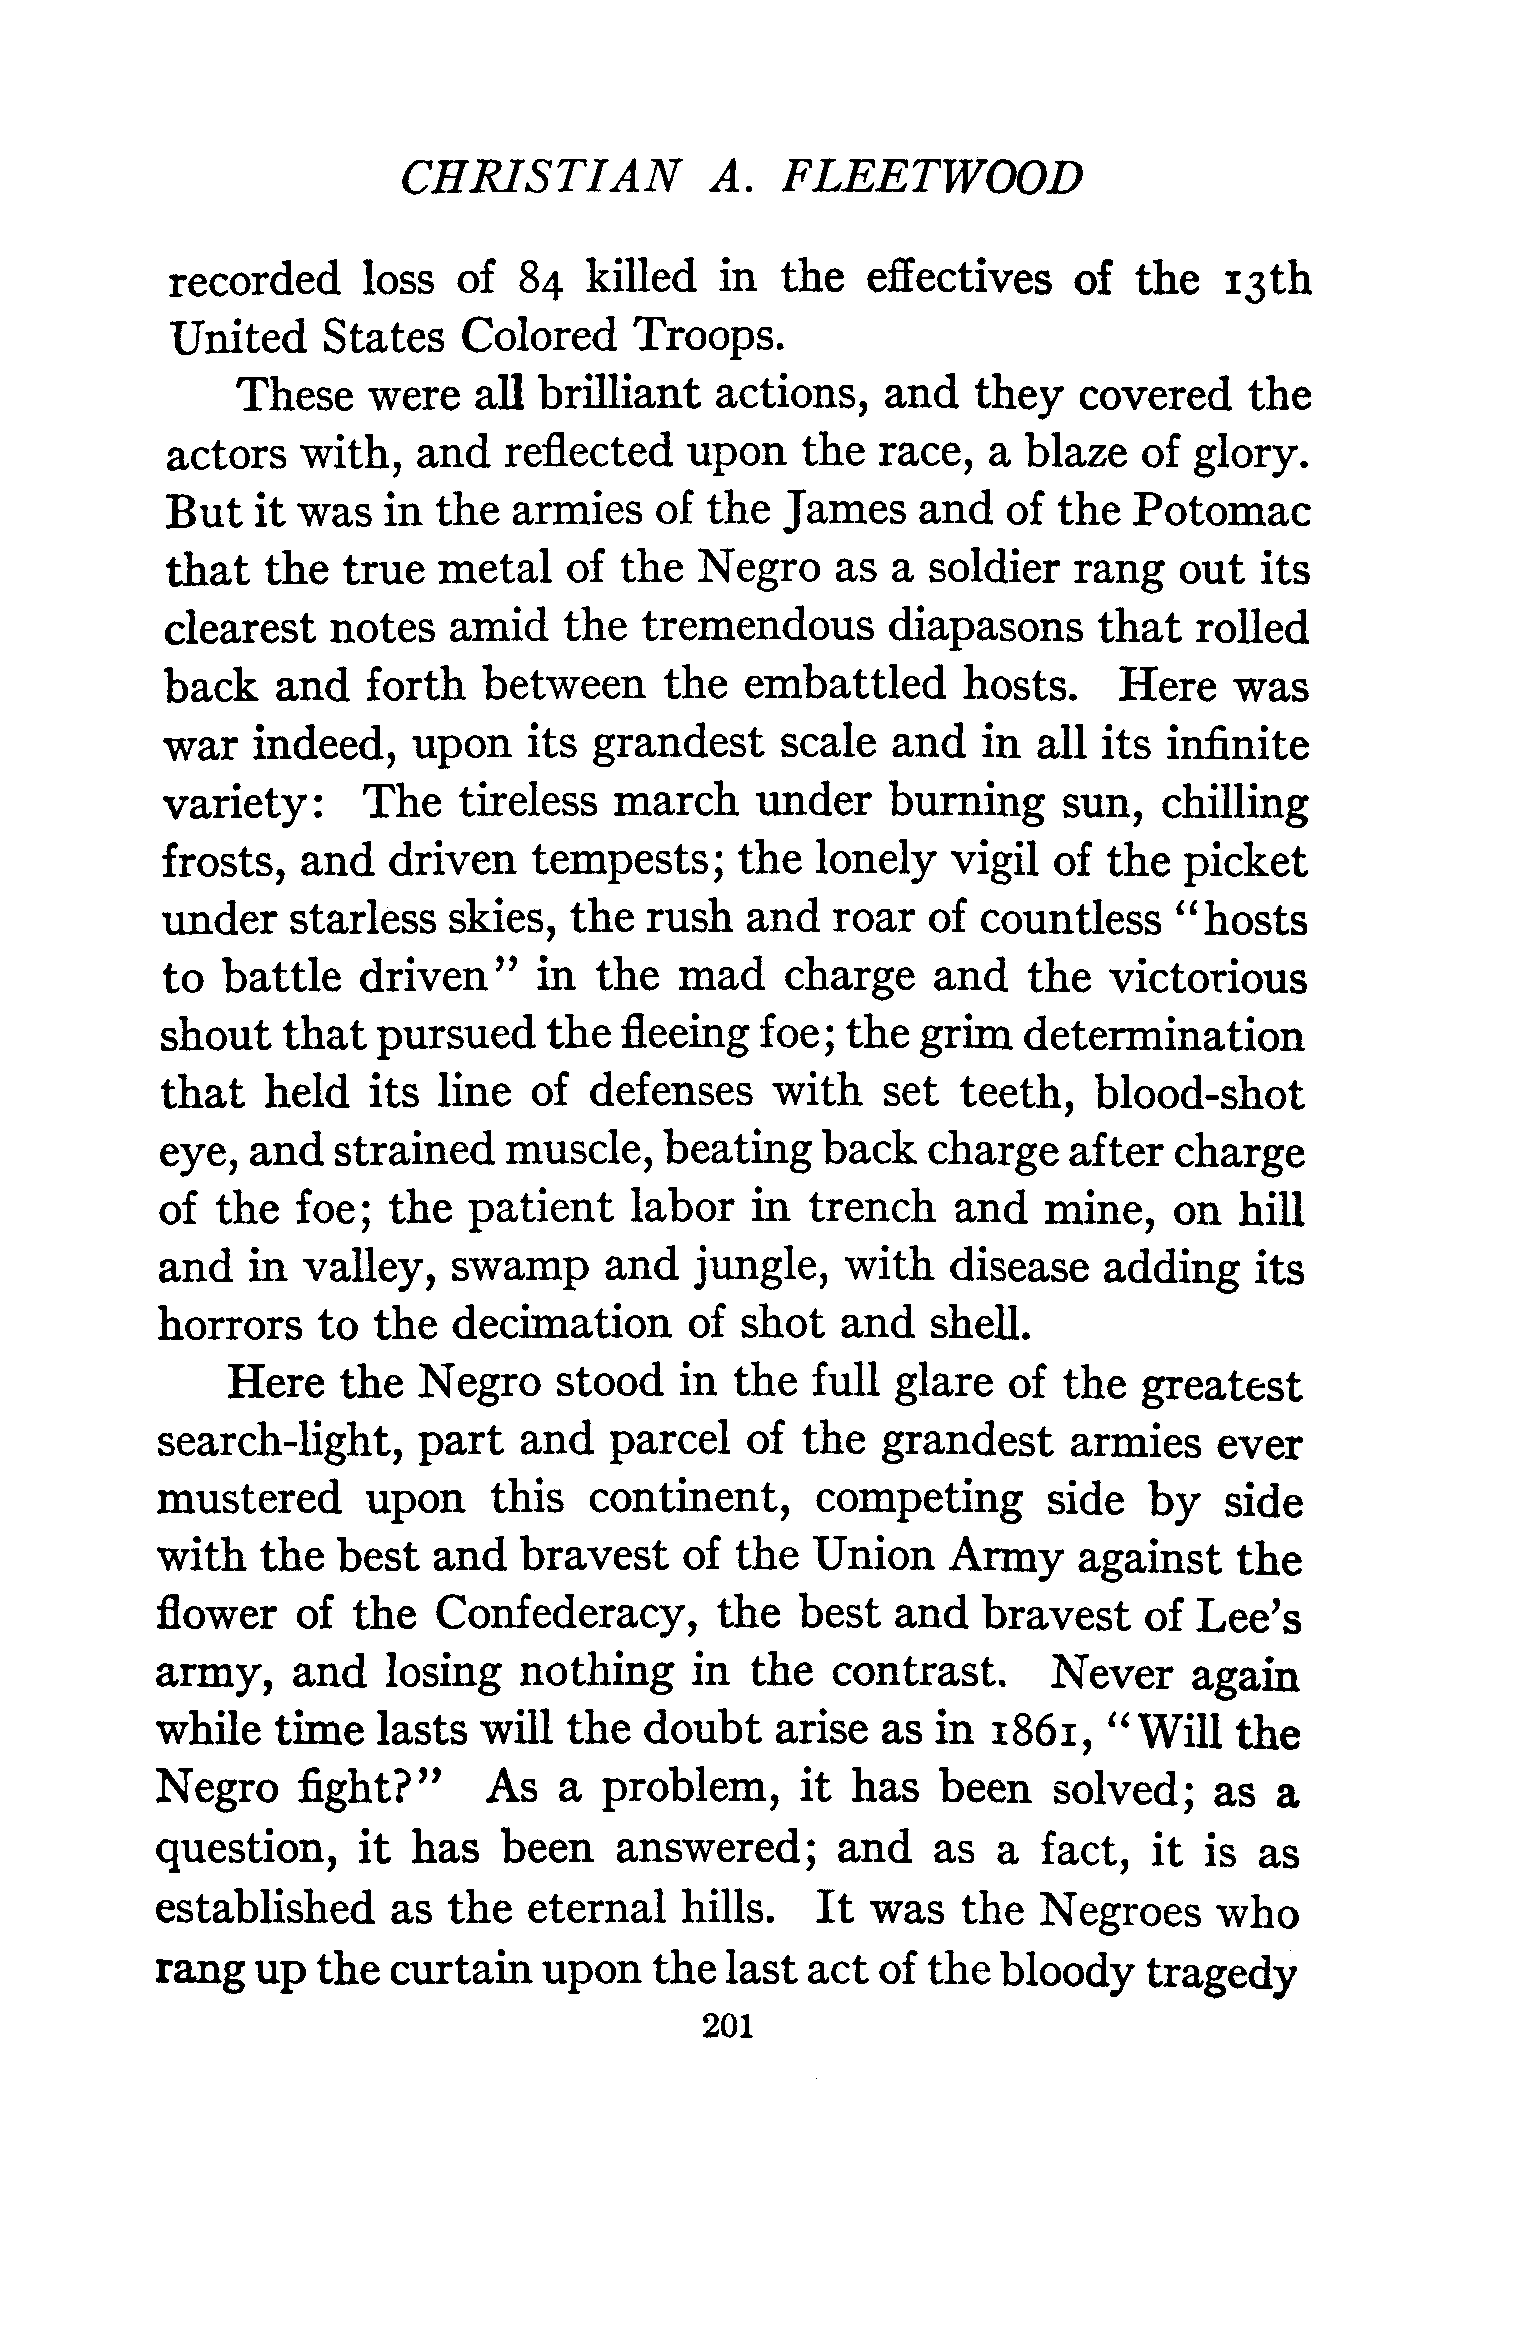 CHRISTIAN A. FLEETWOOD
recorded loss of 84 killed in the effectives of the 13th
United States Colored Troops.
These were all brilliant actions, and they covered the
actors with, and reflected upon the race, a blaze of glory.
But it was in the armies of the James and of the Potomac
that the true metal of the Negro as a soldier rang out its
clearest notes amid the tremendous diapasons that rolled
back and forth between the embattled hosts. Here was
war indeed, upon its grandest scale and in all its infinite
variety: The tireless march under burning sun, chilling
frosts, and driven tempests; the lonely vigil of the picket
under starless skies, the rush and roar of countless “hosts
to battle driven” in the mad charge and the victorious
shout that pursued the fleeing foe; the grim determination
that held its line of defenses with set teeth, blood-shot
eye, and strained muscle, beating back charge after charge
of the foe; the patient labor in trench and mine, on hill
and in valley, swamp and jungle, with disease adding its
horrors to the decimation of shot and shell.
Here the Negro stood in the full glare of the greatest
search-light, part and parcel of the grandest armies ever
mustered upon this continent, competing side by side
with the best and bravest of the Union Army against the
flower of the Confederacy, the best and bravest of Lee’s
army, and losing nothing in the contrast. Never again
while time lasts will the doubt arise as in 1861, “Will the
Negro fight?” As a problem, it has been solved; as a
question, it has been answered; and as a fact, it is as
established as the eternal hills. It was the Negroes who
rang up the curtain upon the last act of the bloody tragedy
201